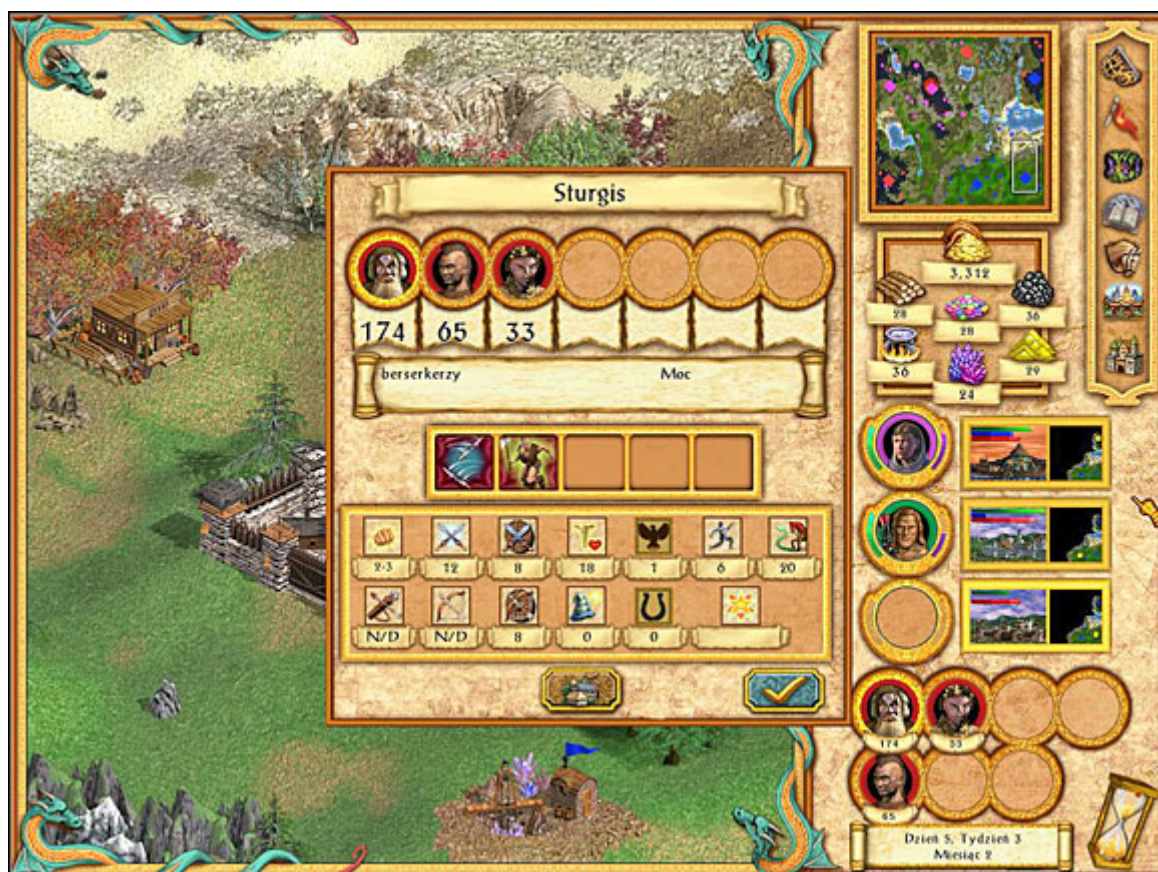 Sturgis
174 65 33
berserkerzy Moc
2-3 12 8 18 1 6 20
N/D N/D 8 0 0
3,312
28 36
28
36 29
24
174 33
65
Dzień 5, Tydzień 3
Miesiąc 2